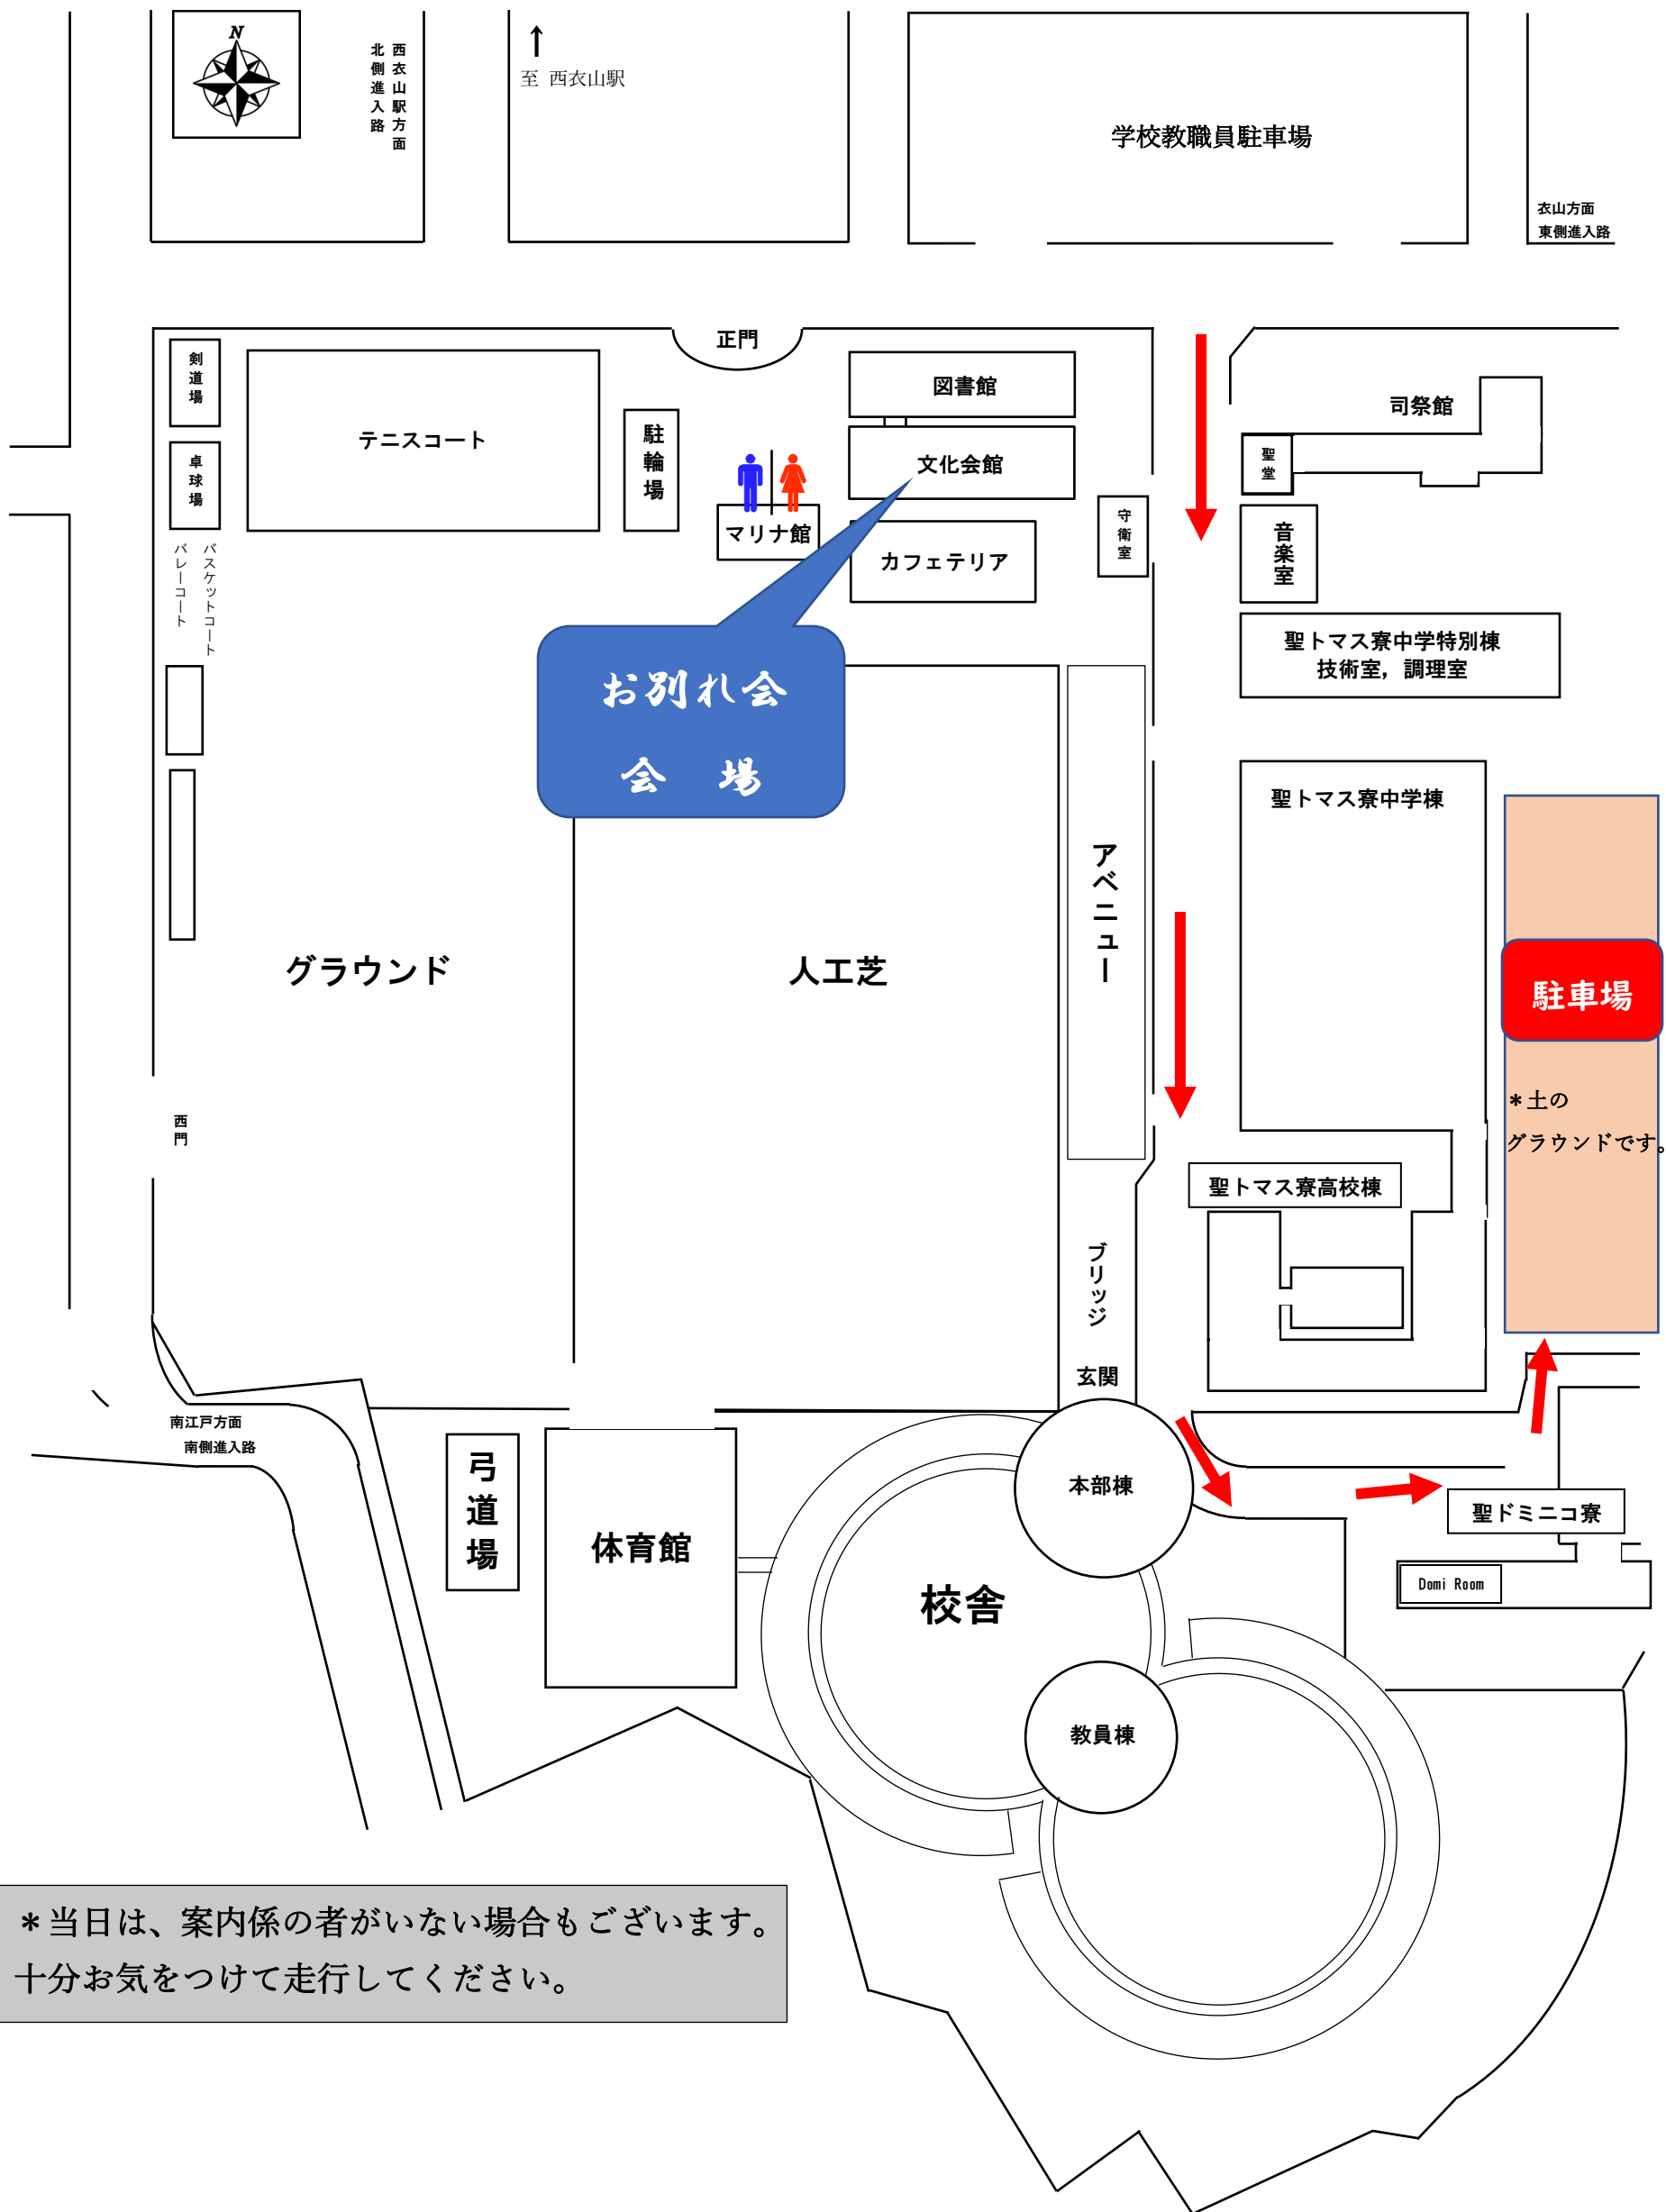 N
西衣山駅方面
北側進入路
↑
至 西衣山駅
学校教職員駐車場
衣山方面
東側進入路
正門
剣道場
テニスコート
駐輪場
図書館
司祭館
文化会館
聖堂
卓球場
マリナ館
カフェテリア
守衛室
音楽室
バスケットコート
バレーコート
聖トマス寮中学特別棟
技術室，調理室
お別れ会
会 場
聖トマス寮中学棟
アベニュー
グラウンド
人工芝
駐車場
＊土の
グラウンドです。
西門
聖トマス寮高校棟
ブリッジ
玄関
南江戸方面
南側進入路
弓道場
体育館
本部棟
聖ドミニコ寮
Domi Room
校舎
教員棟
＊当日は、案内係の者がいない場合もございます。
十分お気をつけて走行してください。